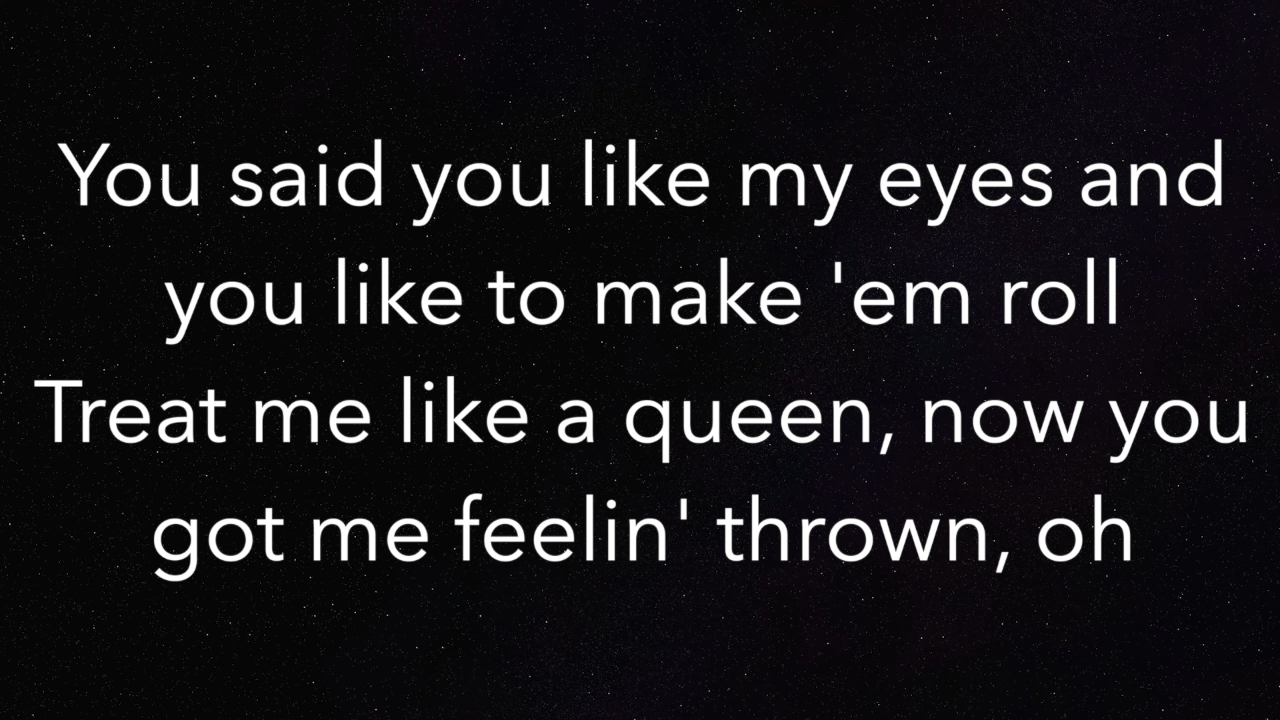 You said you like my eyes and
you like to make 'em roll
Treat me like a queen, now you
got me feelin' thrown, oh